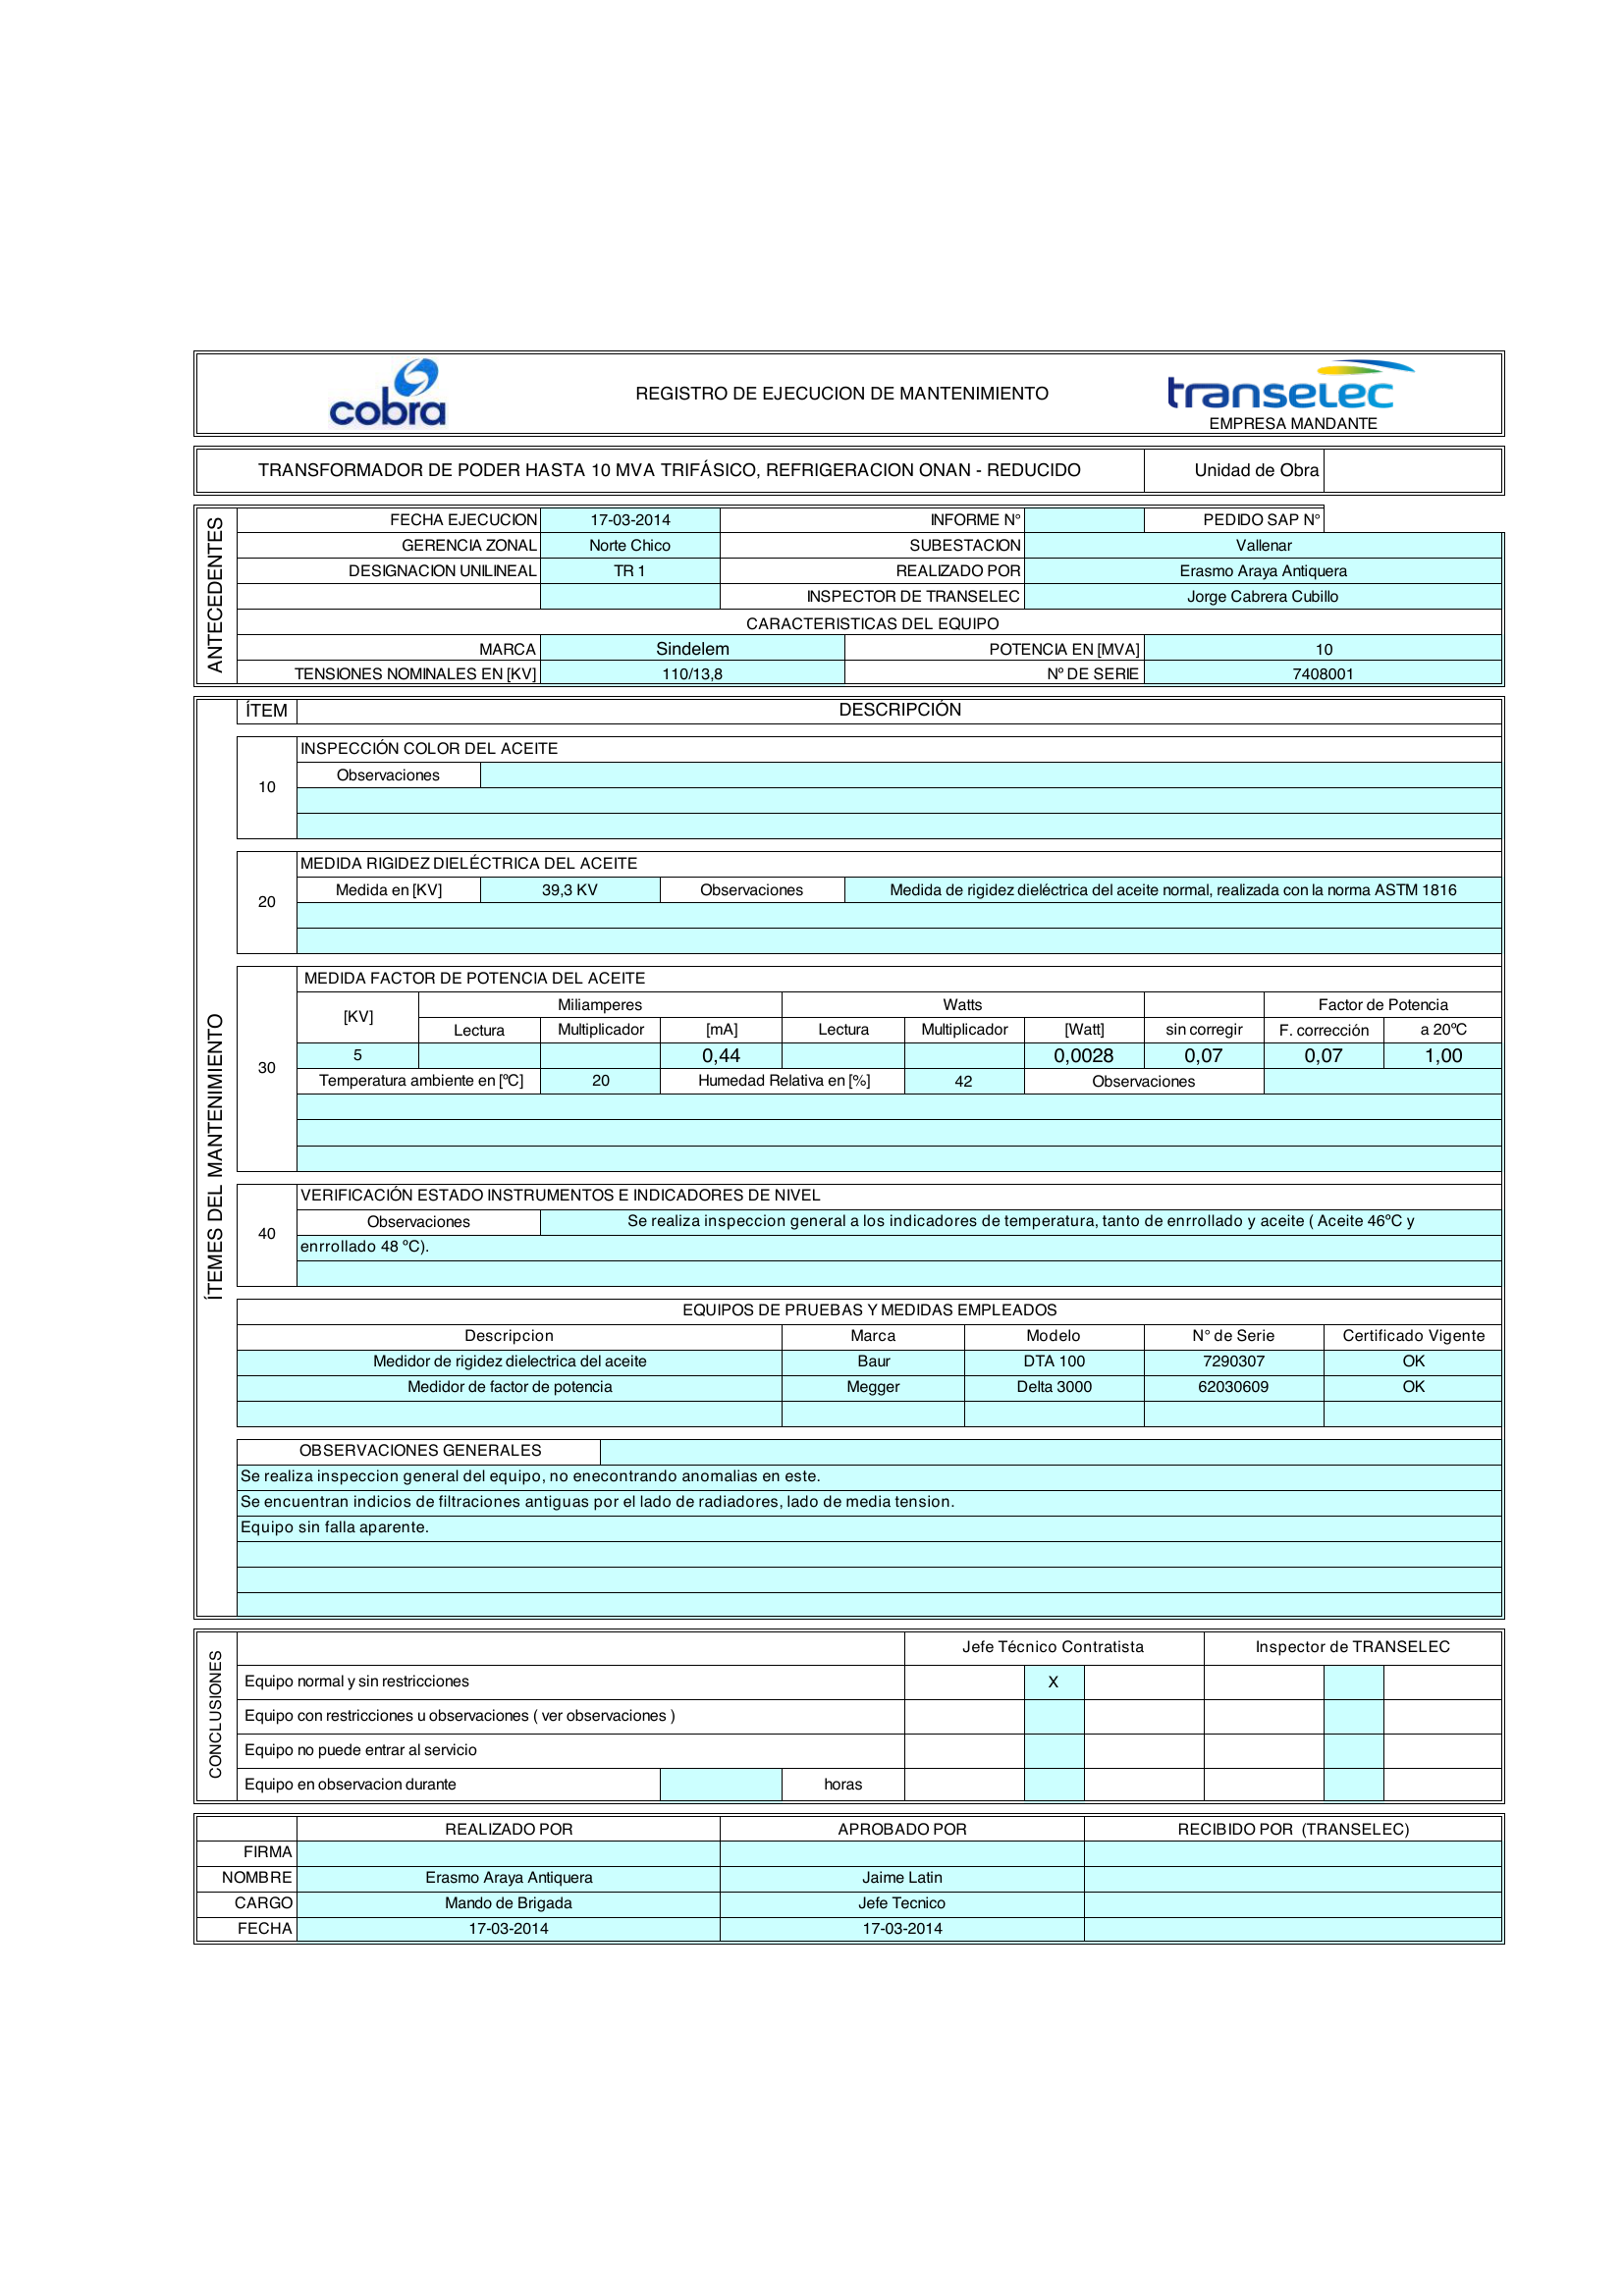 cobra
REGISTRO DE EJECUCION DE MANTENIMIENTO
transelec
EMPRESA MANDANTE
TRANSFORMADOR DE PODER HASTA 10 MVA TRIFÁSICO, REFRIGERACION ONAN - REDUCIDO Unidad de Obra
ANTECEDENTES
FECHA EJECUCION 17-03-2014 INFORME N° PEDIDO SAP N°
GERENCIA ZONAL Norte Chico SUBESTACION Vallenar
DESIGNACION UNILINEAL TR 1 REALIZADO POR Erasmo Araya Antiquera
INSPECTOR DE TRANSELEC Jorge Cabrera Cubillo
CARACTERISTICAS DEL EQUIPO
MARCA Sindelem POTENCIA EN [MVA] 10
TENSIONES NOMINALES EN [KV] 110/13,8 Nº DE SERIE 7408001
ÍTEMES DEL MANTENIMIENTO
ÍTEM DESCRIPCIÓN
10
INSPECCIÓN COLOR DEL ACEITE
Observaciones
20
MEDIDA RIGIDEZ DIELÉCTRICA DEL ACEITE
Medida en [KV] 39,3 KV Observaciones Medida de rigidez dieléctrica del aceite normal, realizada con la norma ASTM 1816
30
MEDIDA FACTOR DE POTENCIA DEL ACEITE
[KV] Miliamperes Watts Factor de Potencia
Lectura Multiplicador [mA] Lectura Multiplicador [Watt] sin corregir F. corrección a 20ºC
5 0,44 0,0028 0,07 0,07 1,00
Temperatura ambiente en [ºC] 20 Humedad Relativa en [%] 42 Observaciones
40
VERIFICACIÓN ESTADO INSTRUMENTOS E INDICADORES DE NIVEL
Observaciones Se realiza inspeccion general a los indicadores de temperatura, tanto de enrrollado y aceite ( Aceite 46ºC y
enrrollado 48 ºC).
EQUIPOS DE PRUEBAS Y MEDIDAS EMPLEADOS
Descripcion Marca Modelo N° de Serie Certificado Vigente
Medidor de rigidez dielectrica del aceite Baur DTA 100 7290307 OK
Medidor de factor de potencia Megger Delta 3000 62030609 OK
OBSERVACIONES GENERALES
Se realiza inspeccion general del equipo, no enecontrando anomalias en este.
Se encuentran indicios de filtraciones antiguas por el lado de radiadores, lado de media tension.
Equipo sin falla aparente.
CONCLUSIONES
Jefe Técnico Contratista Inspector de TRANSELEC
Equipo normal y sin restricciones X
Equipo con restricciones u observaciones ( ver observaciones )
Equipo no puede entrar al servicio
Equipo en observacion durante horas
REALIZADO POR APROBADO POR RECIBIDO POR (TRANSELEC)
FIRMA
NOMBRE Erasmo Araya Antiquera Jaime Latin
CARGO Mando de Brigada Jefe Tecnico
FECHA 17-03-2014 17-03-2014